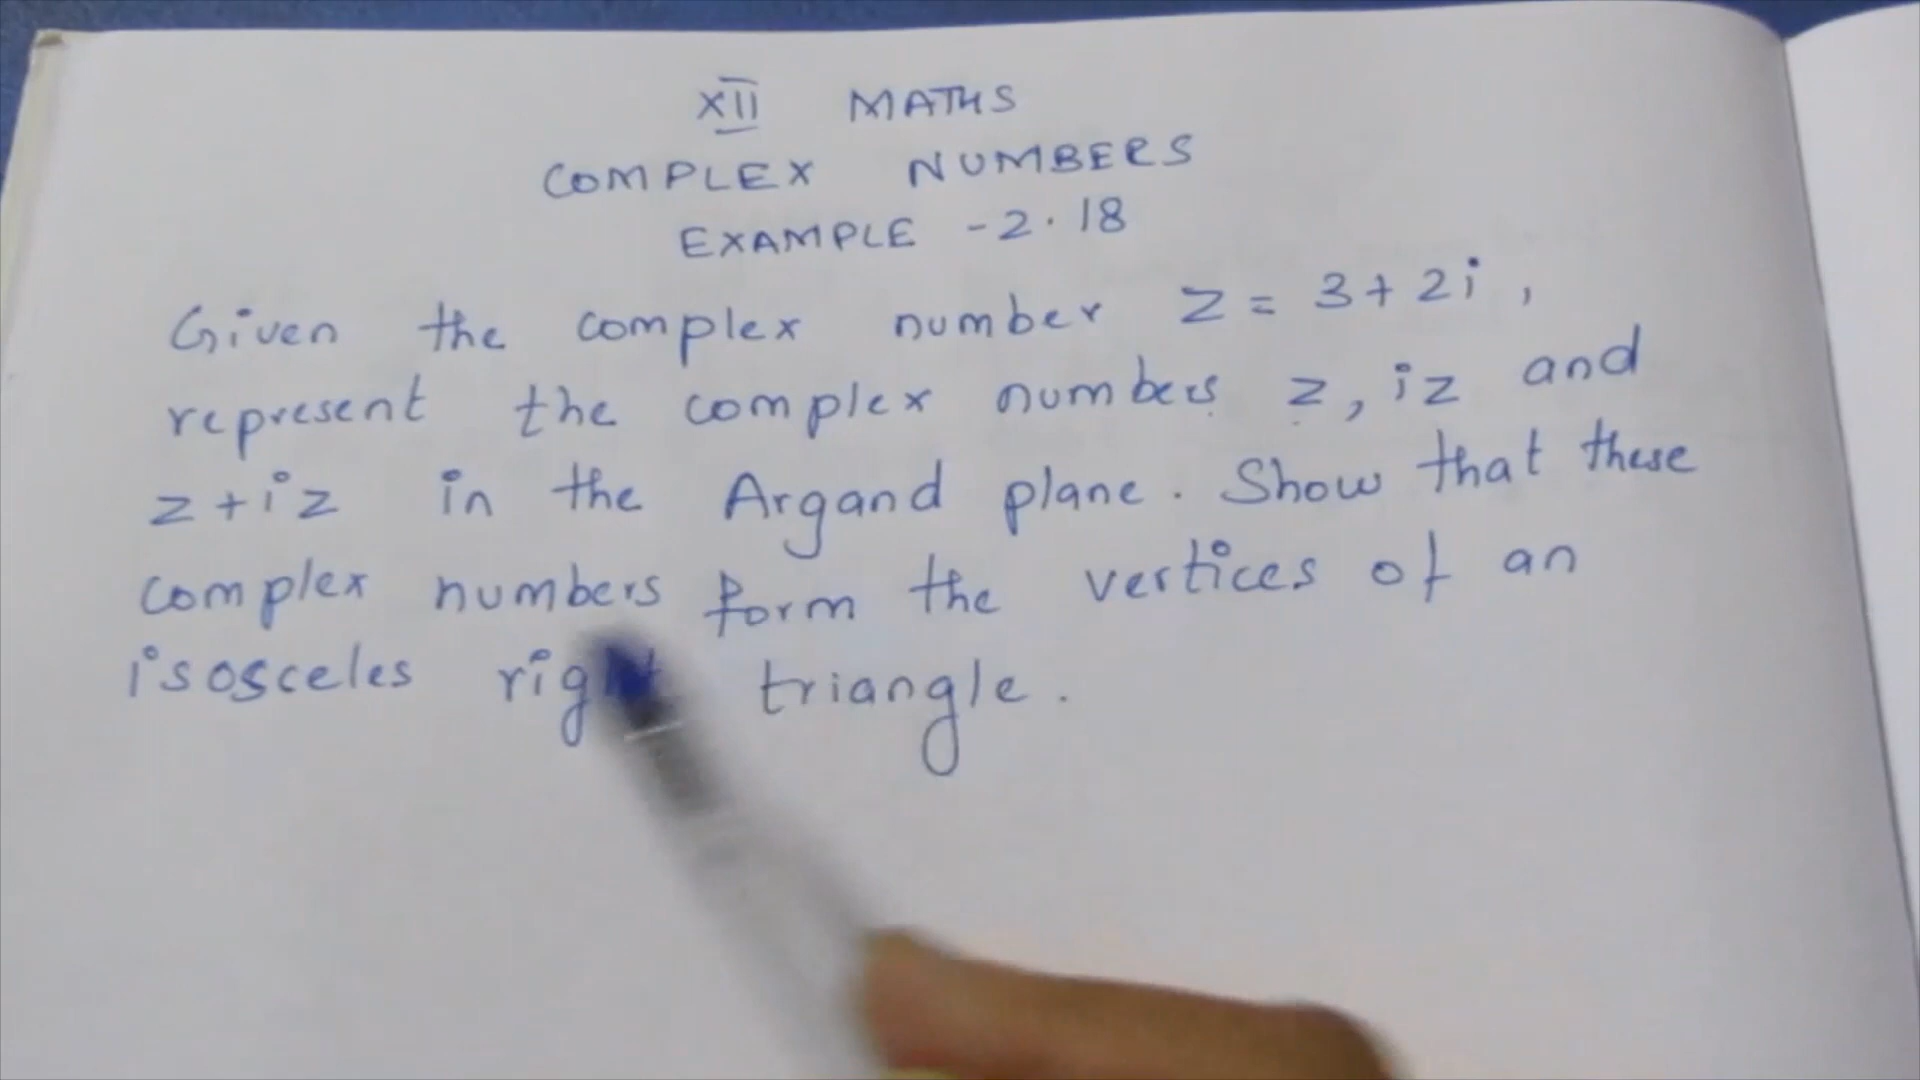 XII MATHS
COMPLEX NUMBERS
EXAMPLE - 2.18
Given the complex number z = 3 + 2i ,
represent the complex numbers z, iz and
z + iz in the Argand plane. Show that these
complex numbers form the vertices of an
isosceles right triangle.